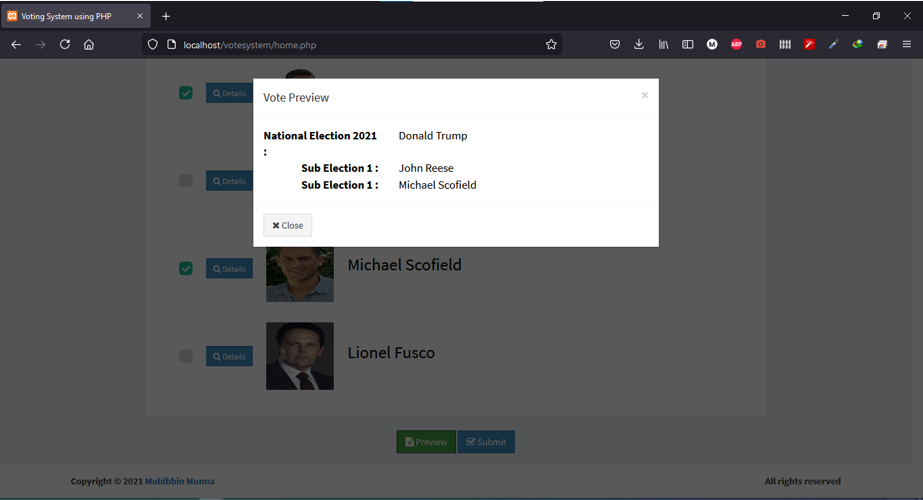 Voting System using PHP
localhost/votesystem/home.php
M
ABP
Vote Preview
National Election 2021 : Donald Trump
Sub Election 1 : John Reese
Sub Election 1 : Michael Scofield
Close
Details
Details
Details
Michael Scofield
Details
Lionel Fusco
Preview Submit
Copyright © 2021 Muhibbin Munna All rights reserved